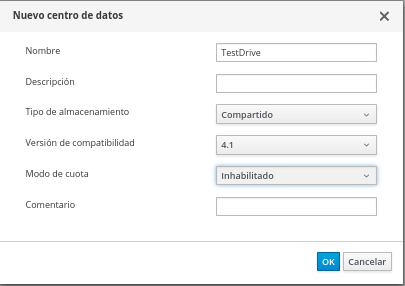 Nuevo centro de datos
Nombre TestDrive
Descripción
Tipo de almacenamiento Compartido
Versión de compatibilidad 4.1
Modo de cuota Inhabilitado
Comentario
OK Cancelar